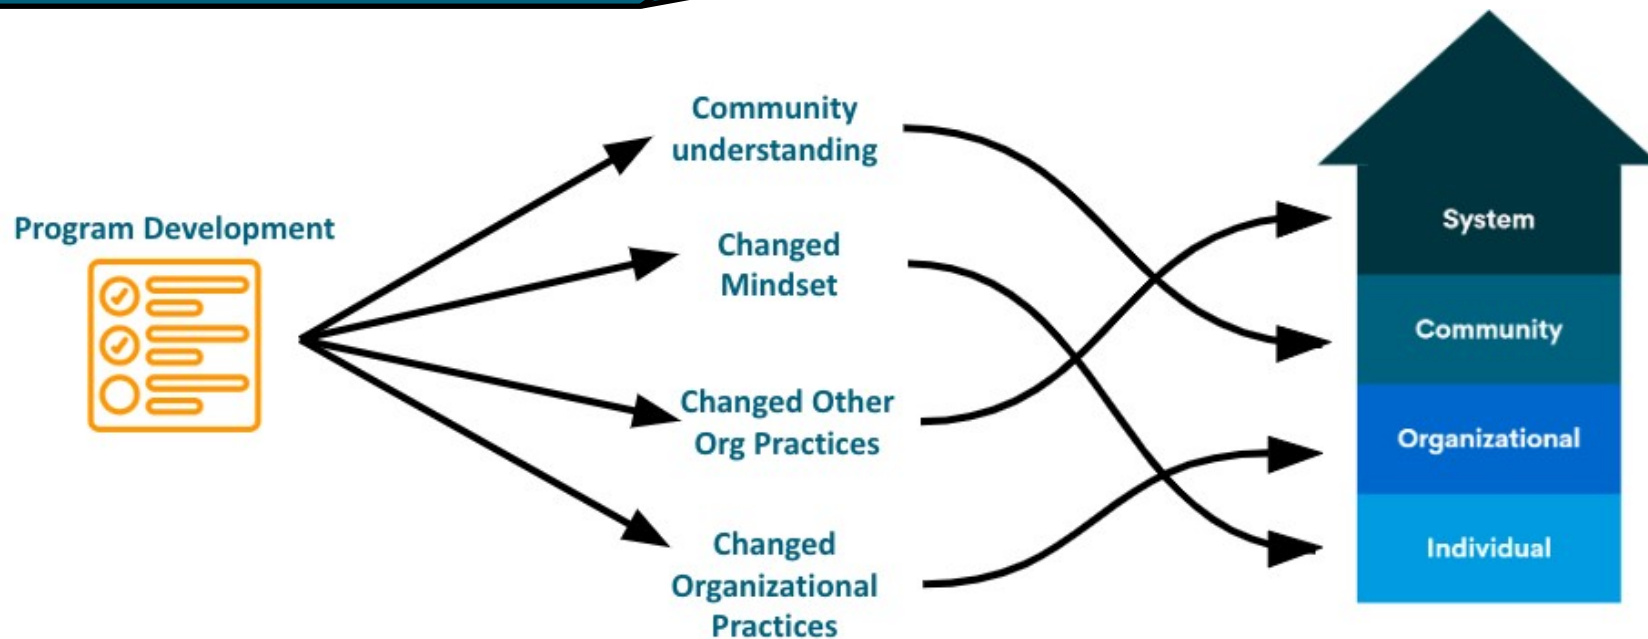 Program Development
Community
understanding
Changed
Mindset
Changed Other
Org Practices
Changed
Organizational
Practices
System
Community
Organizational
Individual